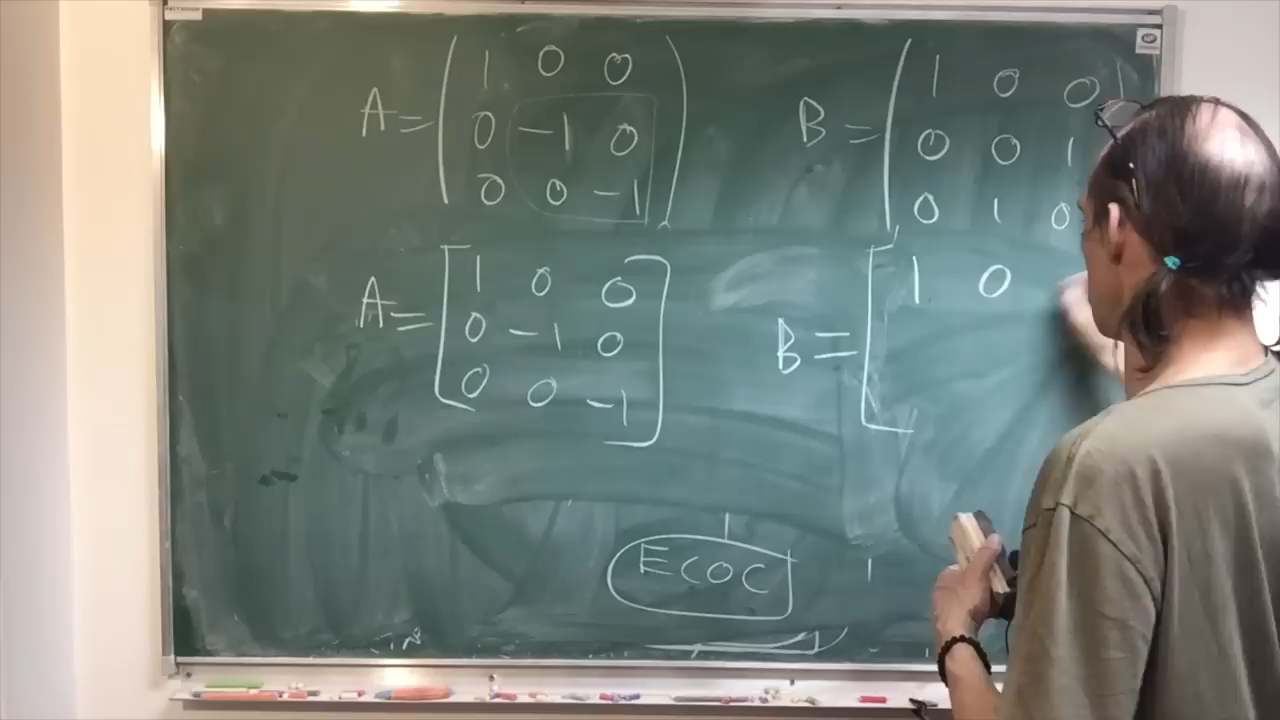 A = ( 1 0 0
0 -1 0
0 0 -1 )
B = ( 1 0 0
0 0 1
0 1 0
A = [ 1 0 0
0 -1 0
0 0 -1 ]
B = [ 1 0
ECOC